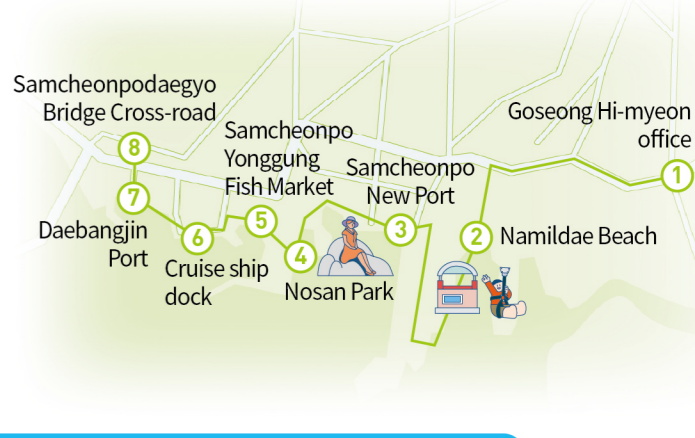 Samcheonpodaegyo
Bridge Cross-road
8
7
Daebangjin
Port
6
Cruise ship
dock
Samcheonpo
Yonggung
Fish Market
5
4
Nosan Park
Samcheonpo
New Port
3
2
Namildae Beach
Goseong Hi-myeon
office
1